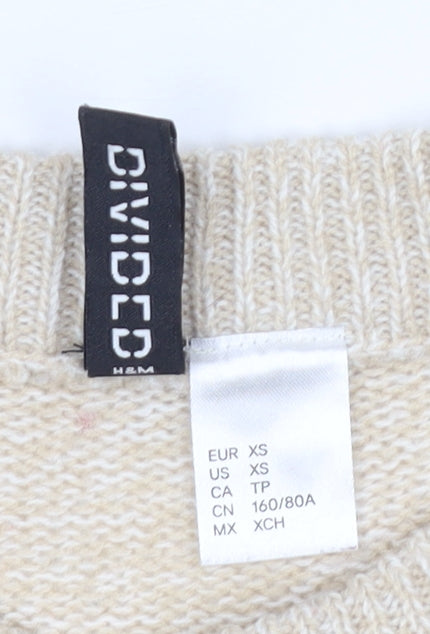 DIVIDED
H&M
EUR XS
US XS
CA TP
CN 160/80A
MX XCH